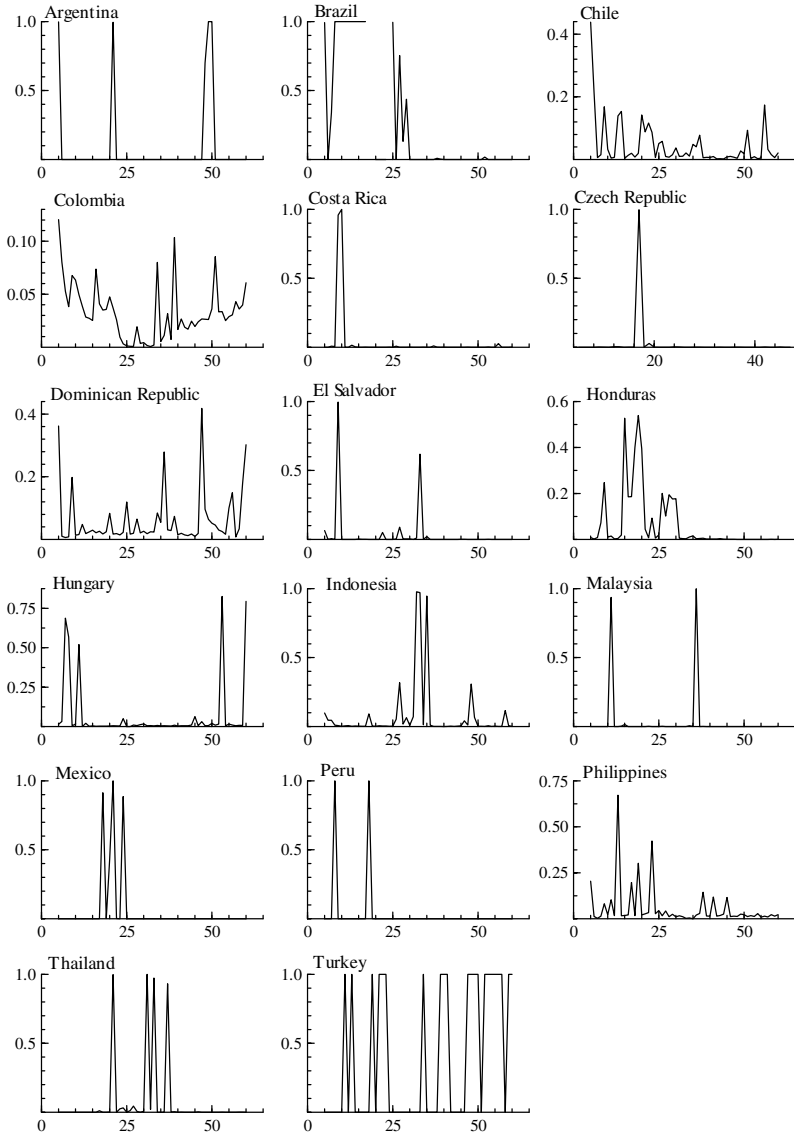 Argentina Brazil Chile
1.0 1.0 0.4
0.5 0.5 0.2
0 25 50 0 25 50 0 25 50
Colombia Costa Rica Czech Republic
0.10 1.0 1.0
0.05 0.5 0.5
0 25 50 0 25 50 20 40
Dominican Republic El Salvador Honduras
0.4 1.0 0.6
0.2 0.5 0.4
0.2
0 25 50 0 25 50 0 25 50
Hungary Indonesia Malaysia
0.75 1.0 1.0
0.50 0.5 0.5
0.25
0 25 50 0 25 50 0 25 50
Mexico Peru Philippines
1.0 1.0 0.75
0.5 0.5 0.50
0.25
0 25 50 0 25 50 0 25 50
Thailand Turkey
1.0 1.0
0.5 0.5
0 25 50 0 25 50